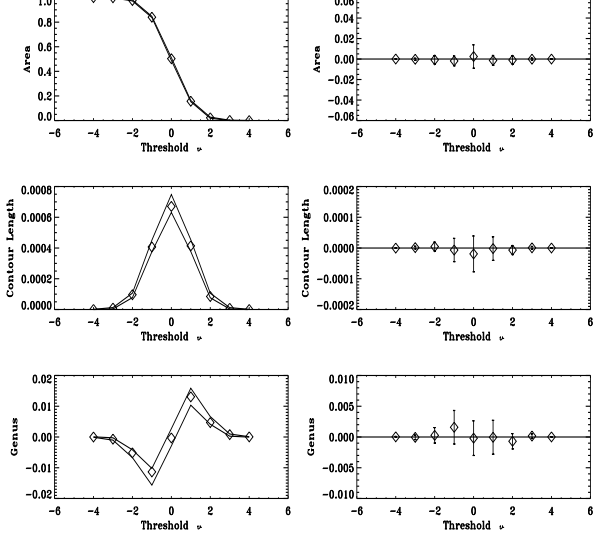 1.0
0.8
0.6
0.4
0.2
0.0
Area
-6 -4 -2 0 2 4 6
Threshold ν
0.06
0.04
0.02
0.00
-0.02
-0.04
-0.06
Area
-6 -4 -2 0 2 4 6
Threshold ν
0.0008
0.0006
0.0004
0.0002
0.0000
Contour Length
-6 -4 -2 0 2 4 6
Threshold ν
0.0002
0.0001
0.0000
-0.0001
-0.0002
Contour Length
-6 -4 -2 0 2 4 6
Threshold ν
0.02
0.01
0.00
-0.01
-0.02
Genus
-6 -4 -2 0 2 4 6
Threshold ν
0.010
0.005
0.000
-0.005
-0.010
Genus
-6 -4 -2 0 2 4 6
Threshold ν